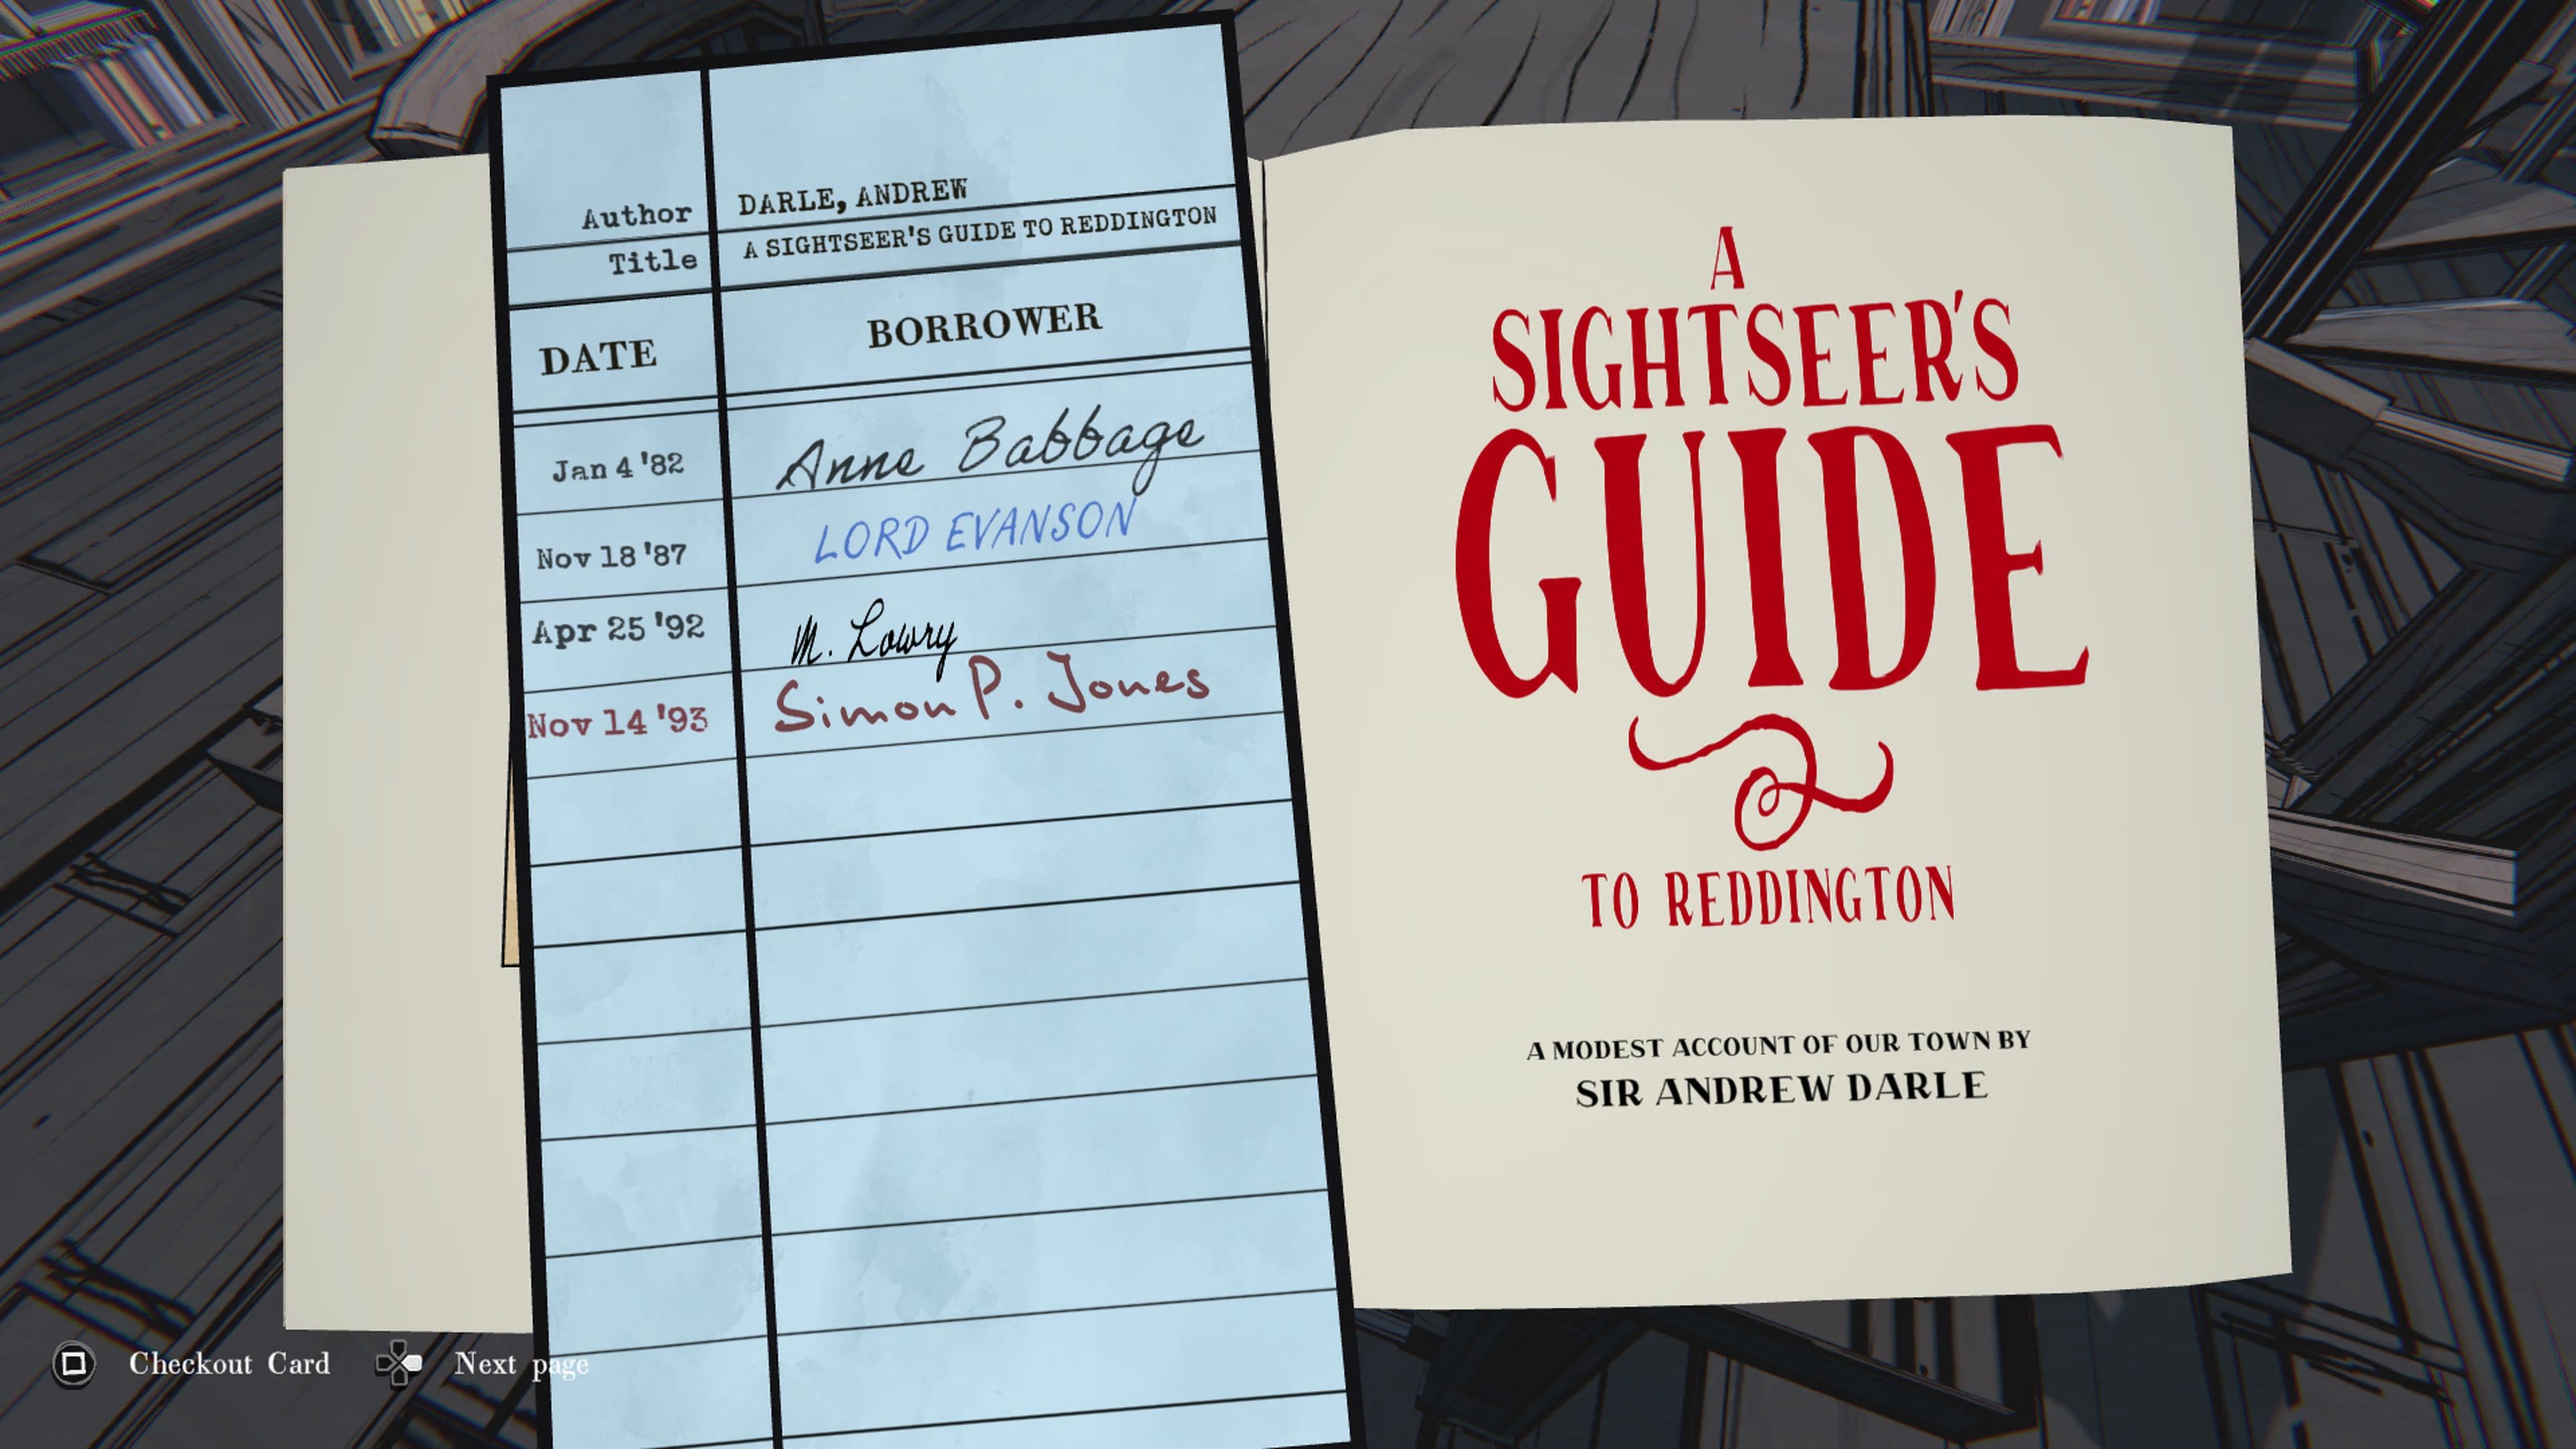 Author DARLE, ANDREW
Title A SIGHTSEER'S GUIDE TO REDDINGTON
DATE BORROWER
Jan 4 '82 Anne Babbage
Nov 18 '87 LORD EVANSON
Apr 25 '92 M. Lowry
Nov 14 '93 Simon P. Jones
A
SIGHTSEER'S
GUIDE
TO REDDINGTON
A MODEST ACCOUNT OF OUR TOWN BY
SIR ANDREW DARLE
Checkout Card Next page